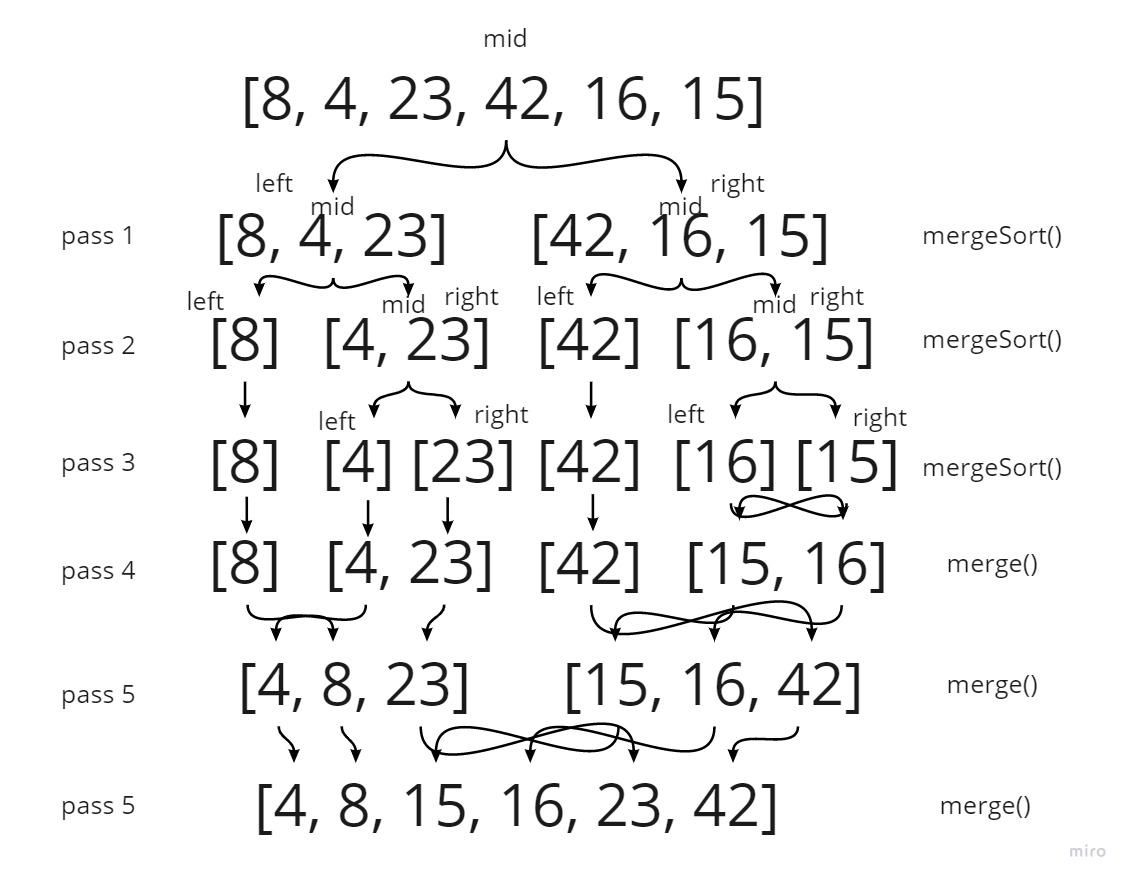 mid
[8, 4, 23, 42, 16, 15]
left right
mid mid
pass 1 [8, 4, 23] [42, 16, 15] mergeSort()
left mid right left mid right
pass 2 [8] [4, 23] [42] [16, 15] mergeSort()
left right left right
pass 3 [8] [4] [23] [42] [16] [15] mergeSort()
pass 4 [8] [4, 23] [42] [15, 16] merge()
pass 5 [4, 8, 23] [15, 16, 42] merge()
pass 5 [4, 8, 15, 16, 23, 42] merge()
miro